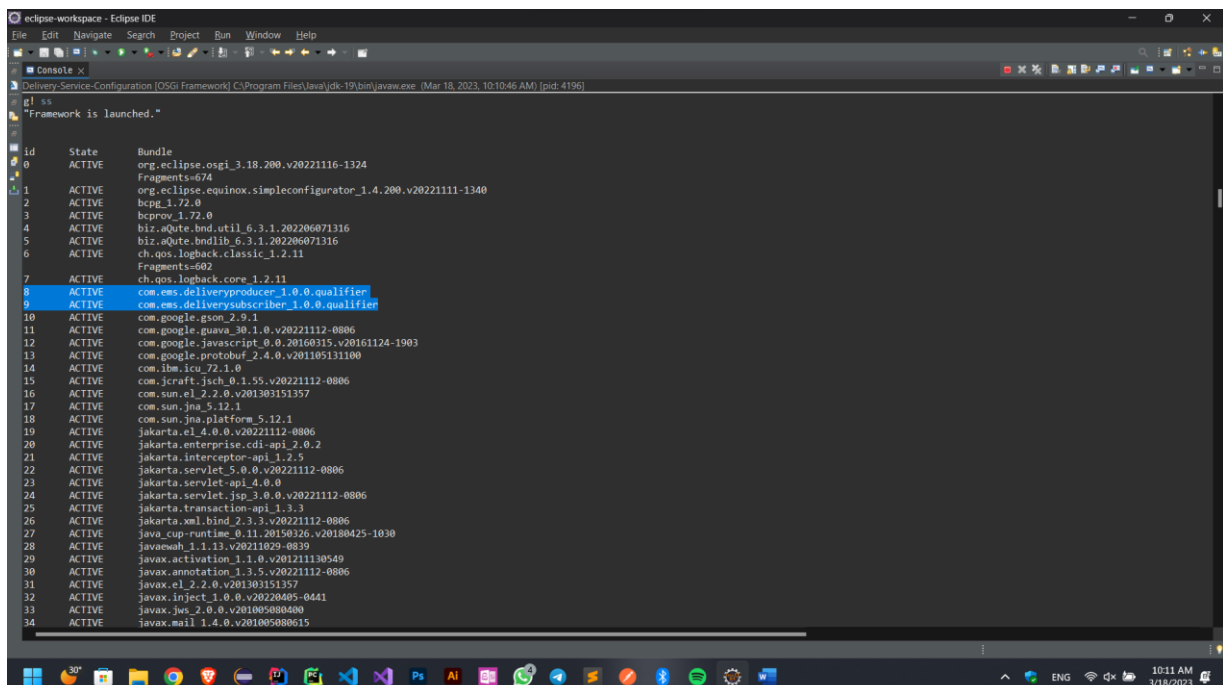 eclipse-workspace - Eclipse IDE
File Edit Navigate Search Project Run Window Help
Console
Delivery-Service-Configuration [OSGi Framework] C:\Program Files\Java\jdk-19\bin\javaw.exe (Mar 18, 2023, 10:10:46 AM) [pid: 4196]
g! ss
"Framework is launched."
id State Bundle
0 ACTIVE org.eclipse.osgi_3.18.200.v20221116-1324
Fragments=674
1 ACTIVE org.eclipse.equinox.simpleconfigurator_1.4.200.v20221111-1340
2 ACTIVE bcpg_1.72.0
3 ACTIVE bcprov_1.72.0
4 ACTIVE biz.aQute.bnd.util_6.3.1.202206071316
5 ACTIVE biz.aQute.bndlib_6.3.1.202206071316
6 ACTIVE ch.qos.logback.classic_1.2.11
Fragments=602
7 ACTIVE ch.qos.logback.core_1.2.11
8 ACTIVE com.ems.deliveryproducer_1.0.0.qualifier
9 ACTIVE com.ems.deliverysubscriber_1.0.0.qualifier
10 ACTIVE com.google.gson_2.9.1
11 ACTIVE com.google.guava_30.1.0.v20221112-0806
12 ACTIVE com.google.javascript_0.0.20160315.v20161124-1903
13 ACTIVE com.google.protobuf_2.4.0.v201105131100
14 ACTIVE com.ibm.icu_72.1.0
15 ACTIVE com.jcraft.jsch_0.1.55.v20221112-0806
16 ACTIVE com.sun.el_2.2.0.v201303151357
17 ACTIVE com.sun.jna_5.12.1
18 ACTIVE com.sun.jna.platform_5.12.1
19 ACTIVE jakarta.el_4.0.0.v20221112-0806
20 ACTIVE jakarta.enterprise.cdi-api_2.0.2
21 ACTIVE jakarta.interceptor-api_1.2.5
22 ACTIVE jakarta.servlet_5.0.0.v20221112-0806
23 ACTIVE jakarta.servlet-api_4.0.0
24 ACTIVE jakarta.servlet.jsp_3.0.0.v20221112-0806
25 ACTIVE jakarta.transaction-api_1.3.3
26 ACTIVE jakarta.xml.bind_2.3.3.v20221112-0806
27 ACTIVE java_cup-runtime_0.11.20150326.v20180425-1030
28 ACTIVE javaewah_1.1.13.v20211029-0839
29 ACTIVE javax.activation_1.1.0.v201211130549
30 ACTIVE javax.annotation_1.3.5.v20221112-0806
31 ACTIVE javax.el_2.2.0.v201303151357
32 ACTIVE javax.inject_1.0.0.v20220405-0441
33 ACTIVE javax.jws_2.0.0.v201005080400
34 ACTIVE javax.mail_1.4.0.v201005080615
30°
Ps
Ai
4
ENG
10:11 AM
3/18/2023